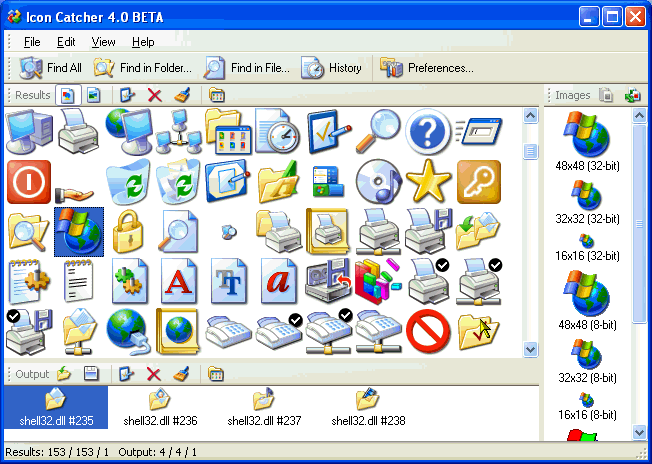 Icon Catcher 4.0 BETA
File Edit View Help
Find All Find in Folder... Find in File... History Preferences...
Results Images
48x48 (32-bit)
32x32 (32-bit)
16x16 (32-bit)
48x48 (8-bit)
32x32 (8-bit)
16x16 (8-bit)
Output
shell32.dll #235 shell32.dll #236 shell32.dll #237 shell32.dll #238
Results: 153 / 153 / 1 Output: 4 / 4 / 1